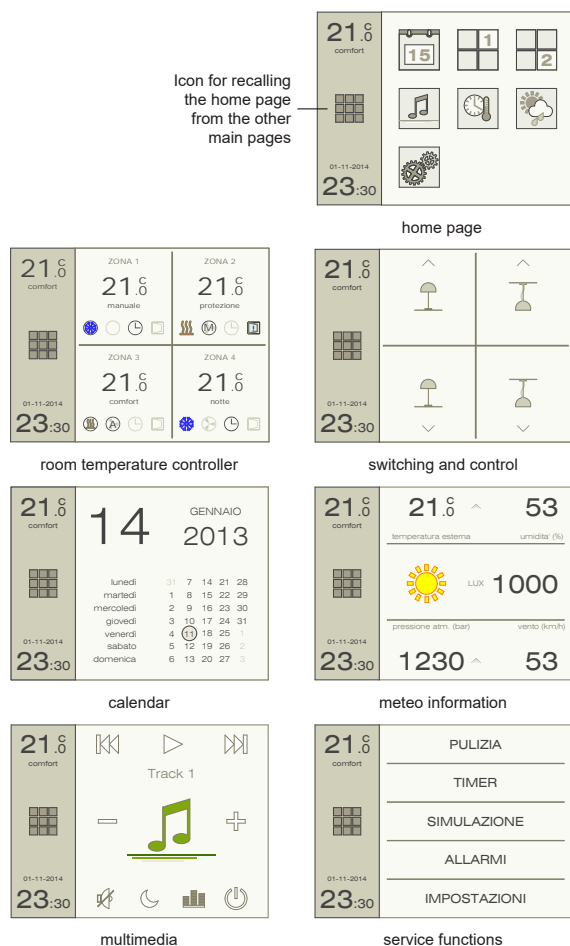 21.0 C
comfort
15
1
2
Icon for recalling
the home page
from the other
main pages
01-11-2014
23:30
home page
21.0 C
comfort
01-11-2014
23:30
ZONA 1
21.0 C
manuale
ZONA 2
21.0 C
protezione
M
ZONA 3
21.0 C
comfort
A
ZONA 4
21.0 C
notte
room temperature controller
21.0 C
comfort
01-11-2014
23:30
switching and control
21.0 C
comfort
01-11-2014
23:30
14
GENNAIO
2013
lunedì 31 7 14 21 28
martedì 1 8 15 22 29
mercoledì 2 9 16 23 30
giovedì 3 10 17 24 31
venerdì 4 11 18 25 1
sabato 5 12 19 26 2
domenica 6 13 20 27 3
calendar
21.0 C
comfort
01-11-2014
23:30
21.0 C 53
temperatura esterna umidita' (%)
LUX 1000
pressione atm. (bar) vento (km/h)
1230 53
meteo information
21.0 C
comfort
01-11-2014
23:30
Track 1
multimedia
21.0 C
comfort
01-11-2014
23:30
PULIZIA
TIMER
SIMULAZIONE
ALLARMI
IMPOSTAZIONI
service functions